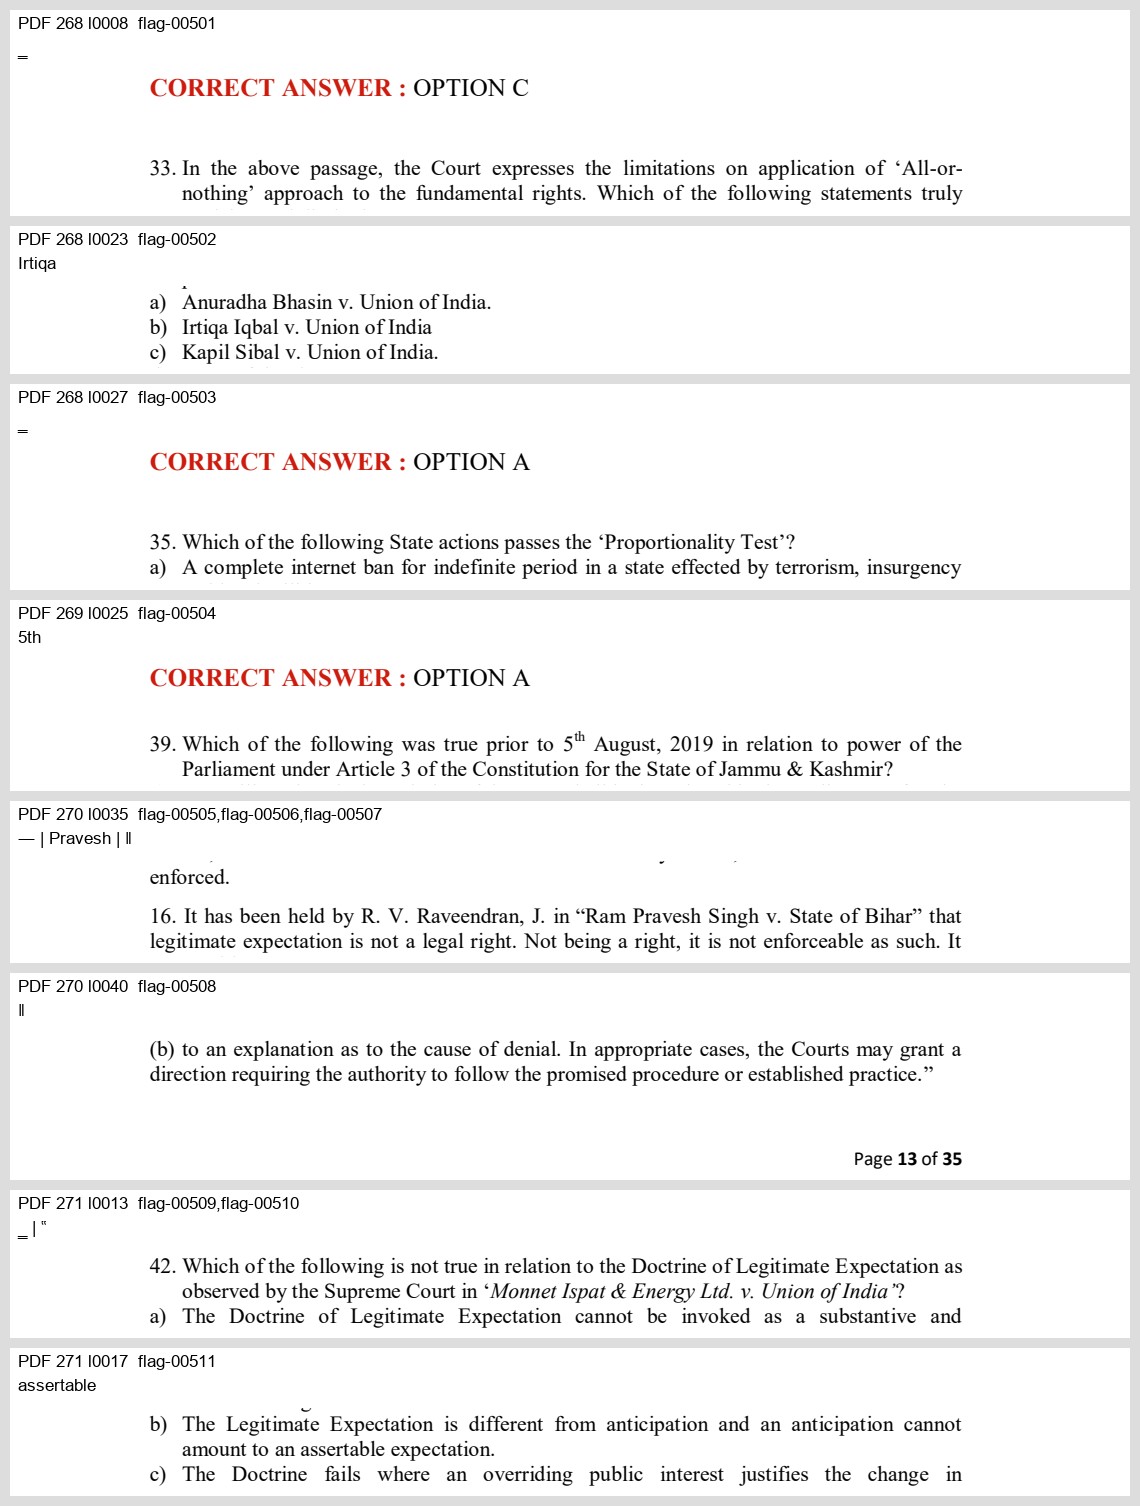 PDF 268 l0008  flag-00501
‗
CORRECT ANSWER : OPTION C
33. In the above passage, the Court expresses the limitations on application of ‘All-or-
nothing’ approach to the fundamental rights. Which of the following statements truly
PDF 268 l0023  flag-00502
Irtiqa
a) Anuradha Bhasin v. Union of India.
b) Irtiqa Iqbal v. Union of India
c) Kapil Sibal v. Union of India.
PDF 268 l0027  flag-00503
‗
CORRECT ANSWER : OPTION A
35. Which of the following State actions passes the ‘Proportionality Test’?
a) A complete internet ban for indefinite period in a state effected by terrorism, insurgency
PDF 269 l0025  flag-00504
5th
CORRECT ANSWER : OPTION A
39. Which of the following was true prior to 5th August, 2019 in relation to power of the
Parliament under Article 3 of the Constitution for the State of Jammu & Kashmir?
PDF 270 l0035  flag-00505,flag-00506,flag-00507
― | Pravesh | ‖
enforced.
16. It has been held by R. V. Raveendran, J. in “Ram Pravesh Singh v. State of Bihar” that
legitimate expectation is not a legal right. Not being a right, it is not enforceable as such. It
PDF 270 l0040  flag-00508
‖
(b) to an explanation as to the cause of denial. In appropriate cases, the Courts may grant a
direction requiring the authority to follow the promised procedure or established practice.”
Page 13 of 35
PDF 271 l0013  flag-00509,flag-00510
‗ | ‟
42. Which of the following is not true in relation to the Doctrine of Legitimate Expectation as
observed by the Supreme Court in ‘Monnet Ispat & Energy Ltd. v. Union of India’?
a) The Doctrine of Legitimate Expectation cannot be invoked as a substantive and
PDF 271 l0017  flag-00511
assertable
b) The Legitimate Expectation is different from anticipation and an anticipation cannot
amount to an assertable expectation.
c) The Doctrine fails where an overriding public interest justifies the change in